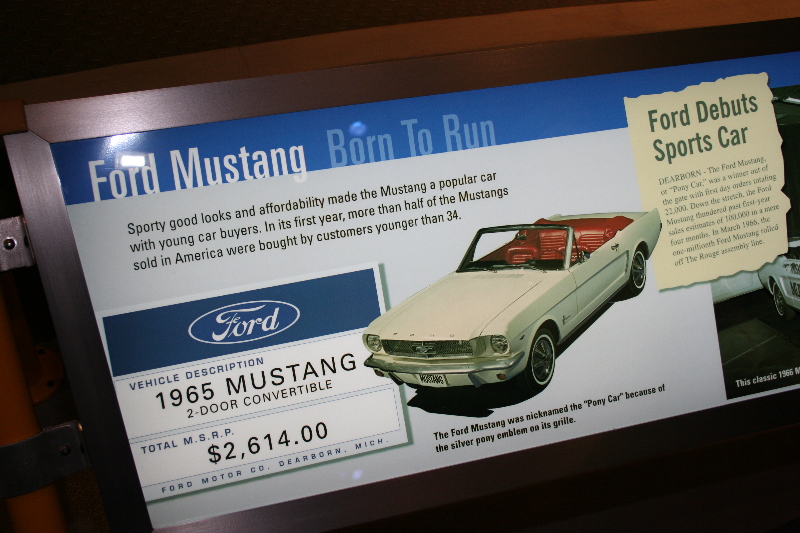 Ford Mustang Born To Run
Sporty good looks and affordability made the Mustang a popular car
with young car buyers. In its first year, more than half of the Mustangs
sold in America were bought by customers younger than 34.
Ford
VEHICLE DESCRIPTION
1965 MUSTANG
2-DOOR CONVERTIBLE
TOTAL M.S.R.P.
$2,614.00
FORD MOTOR CO. DEARBORN, MICH.
FORD
MUSTANG
The Ford Mustang was nicknamed the "Pony Car" because of
the silver pony emblem on its grille.
Ford Debuts
Sports Car
DEARBORN - The Ford Mustang,
or "Pony Car," was a winner out of
the gate with first day orders totaling
22,000. Down the stretch, the Ford
Mustang thundered past first-year
sales estimates of 100,000 in a mere
four months. In March 1966, the
one-millionth Ford Mustang rolled
off The Rouge assembly line.
This classic 1966 M